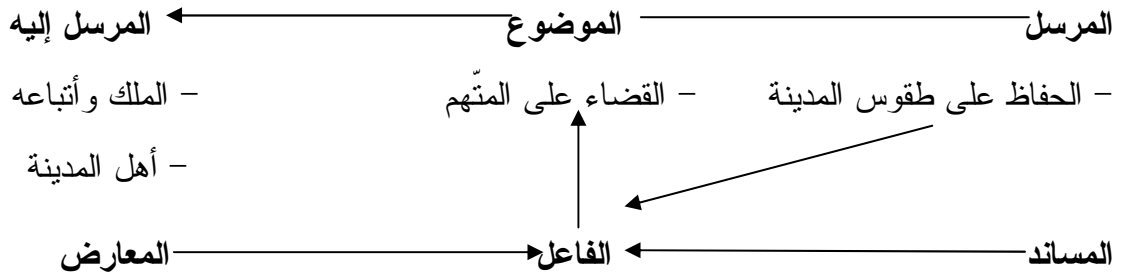 المرسل الموضوع المرسل إليه
– الحفاظ على طقوس المدينة – القضاء على المتّهم – الملك وأتباعه
– أهل المدينة
المساند الفاعل المعارض